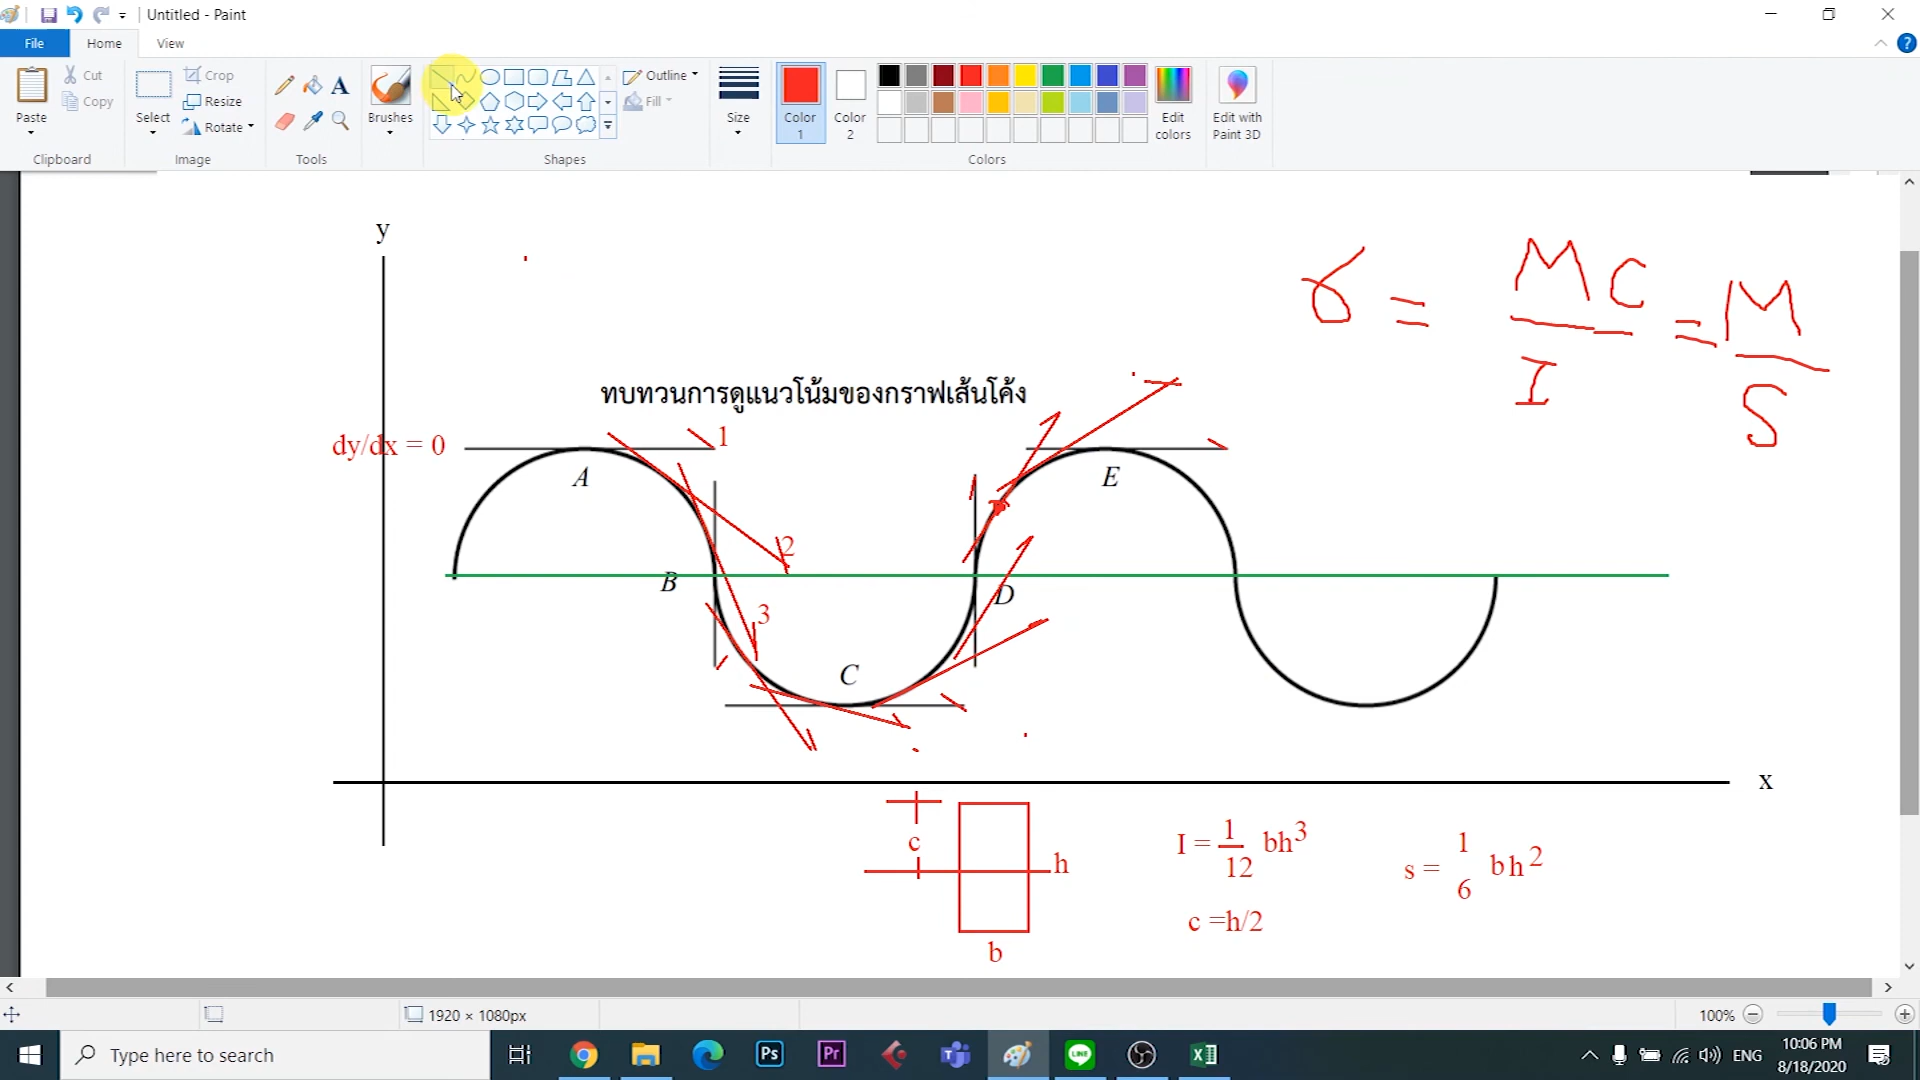 Untitled - Paint
File Home View
Paste
Cut
Copy
Clipboard
Select
Crop
Resize
Rotate
Image
Tools
Brushes
Shapes
Outline
Fill
Size
Color 1
Color 2
Edit colors
Colors
Edit with Paint 3D
y
σ = MC/I = M/S
ทบทวนการดูแนวโน้มของกราฟเส้นโค้ง
dy/dx = 0
1
A
E
2
B
D
3
C
x
c
h
b
I = 1/12 bh3
c =h/2
s = 1/6 bh2
1920 × 1080px
100%
Type here to search
Ps
Pr
LINE
ENG
10:06 PM
8/18/2020